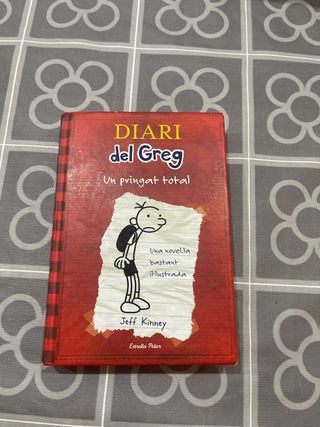 DIARI
del Greg
Un pringat total
Una novel·la
bastant
il·lustrada
Jeff Kinney
Estrella Polar